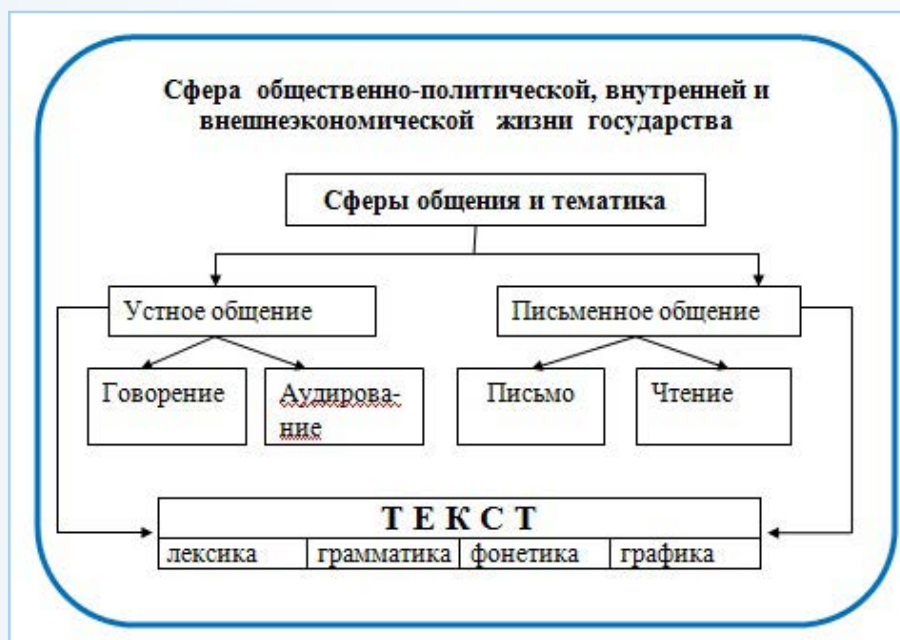 Сфера общественно-политической, внутренней и
внешнеэкономической жизни государства
Сферы общения и тематика
Устное общение
Письменное общение
Говорение
Аудирова-
ние
Письмо
Чтение
Т Е К С Т
лексика
грамматика
фонетика
графика